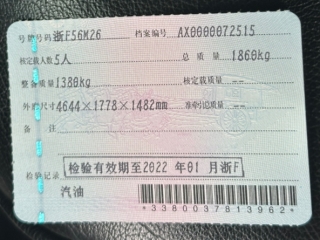 号牌号码 浙F56M26 档案编号 AX0000072515
核定载人数 5人 总质量 1860kg
整备质量 1380kg 核定载质量 --
外廓尺寸 4644×1778×1482mm 准牵引总质量 --
备注
检验记录 检验有效期至2022年01月浙F
汽油
*3380037813962*